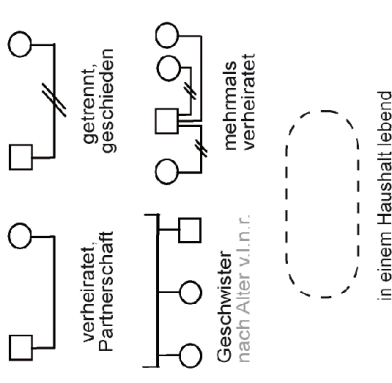 verheiratet,
Partnerschaft
getrennt,
geschieden
Geschwister
nach Alter v.l.n.r.
mehrmals
verheiratet
in einem Haushalt lebend